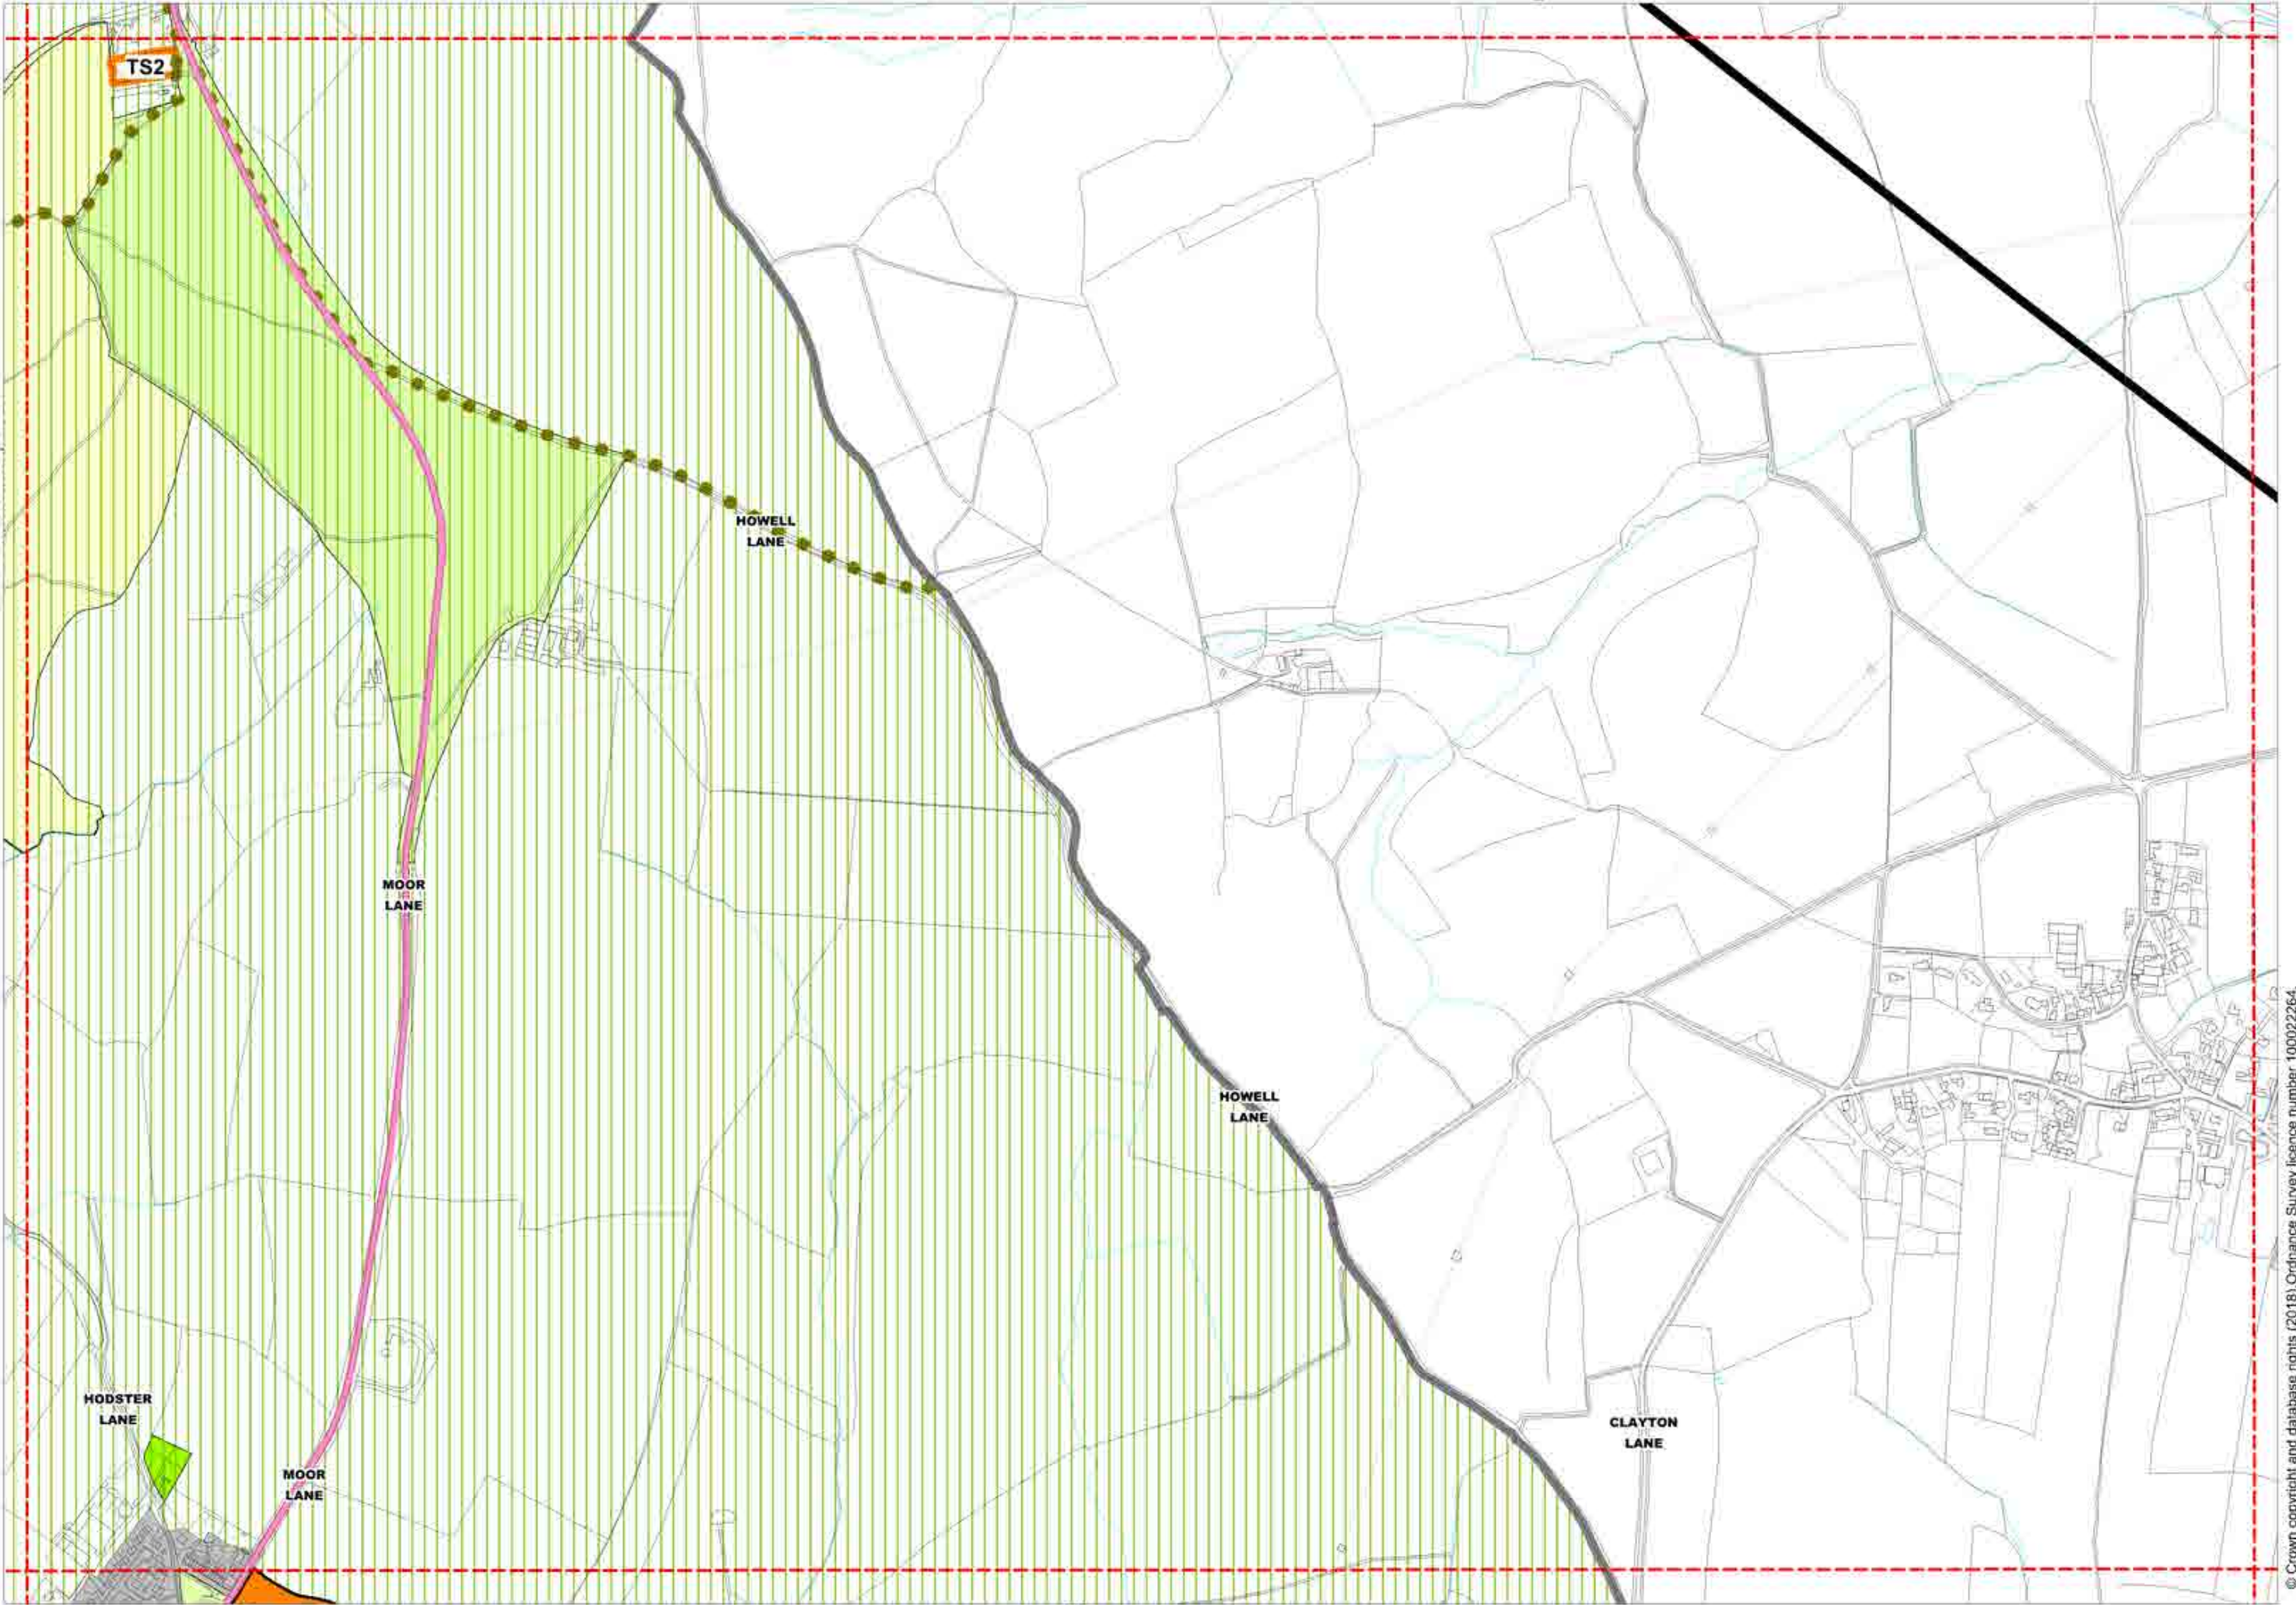 TS2
HOWELL
LANE
MOOR
LANE
HOWELL
LANE
HODSTER
LANE
CLAYTON
LANE
MOOR
LANE
© Crown copyright and database rights (2018) Ordnance Survey licence number 100022264.